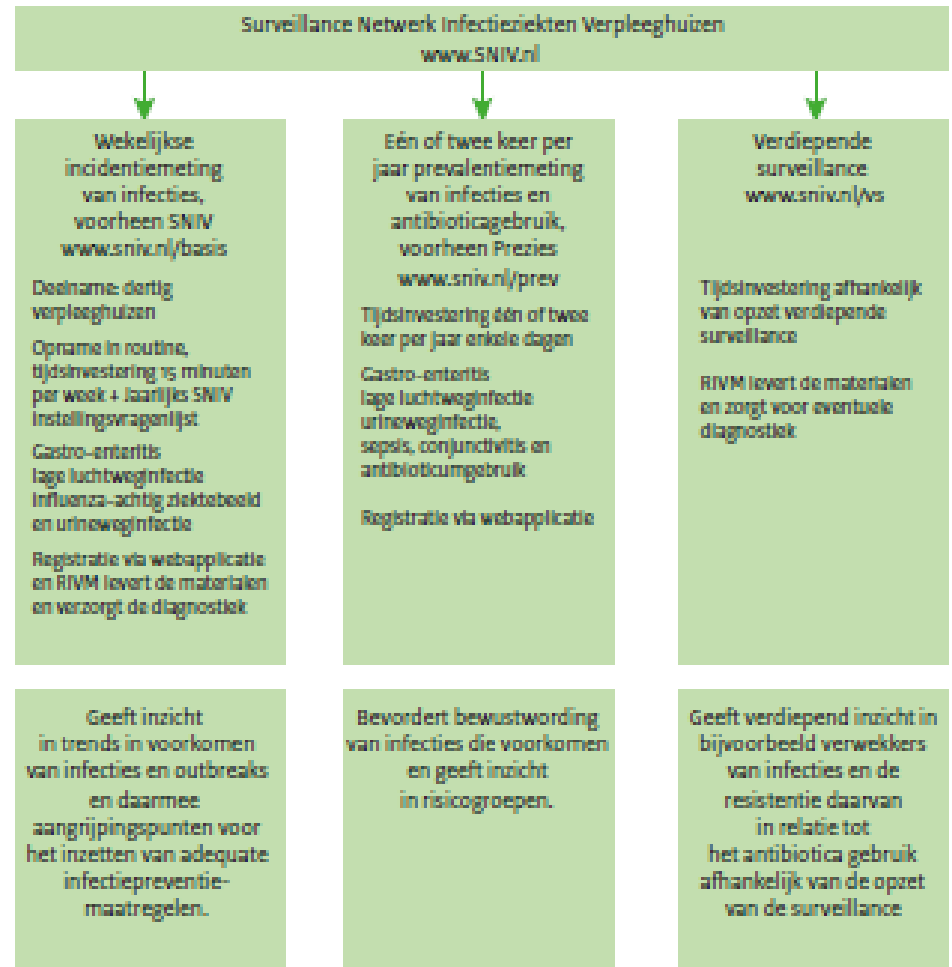 Surveillance Netwerk Infectieziekten Verpleeghuizen
www.SNIV.nl
Wekelijkse
incidentiemeting
van infecties,
voorheen SNIV
www.sniv.nl/basis
Deelname: dertig
verpleeghuizen
Opname in routine,
tijdsinvestering 15 minuten
per week + Jaarlijks SNIV
instellingsvragenlijst
Gastro-enteritis
lage luchtweginfectie
influenza-achtig ziektebeeld
en urineweginfectie
Registratie via webapplicatie
en RIVM levert de materialen
en verzorgt de diagnostiek
Eén of twee keer per
jaar prevalentiemeting
van infecties en
antibioticagebruik,
voorheen Prezies
www.sniv.nl/prev
Tijdsinvestering één of twee
keer per jaar enkele dagen
Gastro-enteritis
lage luchtweginfectie
urineweginfectie,
sepsis, conjunctivitis en
antibioticumgebruik
Registratie via webapplicatie
Verdiepende
surveillance
www.sniv.nl/vs
Tijdsinvestering afhankelijk
van opzet verdiepende
surveillance
RIVM levert de materialen
en zorgt voor eventuele
diagnostiek
Geeft inzicht
in trends in voorkomen
van infecties en outbreaks
en daarmee
aangrijpingspunten voor
het inzetten van adequate
infectiepreventie-
maatregelen.
Bevordert bewustwording
van infecties die voorkomen
en geeft inzicht
in risicogroepen.
Geeft verdiepend inzicht in
bijvoorbeeld verwekkers
van infecties en de
resistentie daarvan
in relatie tot
het antibiotica gebruik
afhankelijk van de opzet
van de surveillance